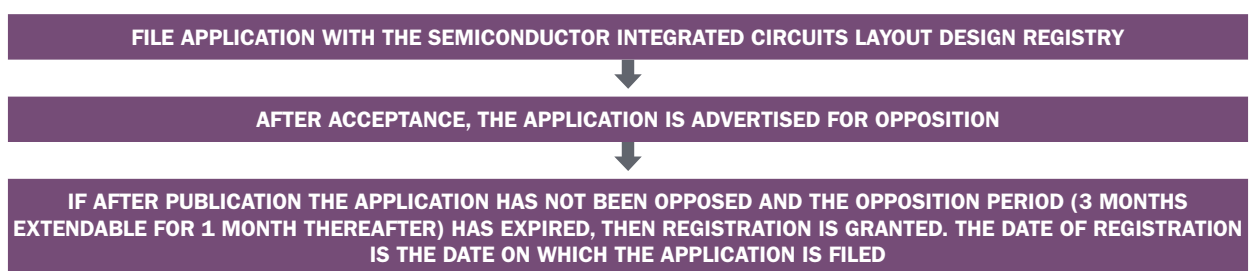 FILE APPLICATION WITH THE SEMICONDUCTOR INTEGRATED CIRCUITS LAYOUT DESIGN REGISTRY
AFTER ACCEPTANCE, THE APPLICATION IS ADVERTISED FOR OPPOSITION
IF AFTER PUBLICATION THE APPLICATION HAS NOT BEEN OPPOSED AND THE OPPOSITION PERIOD (3 MONTHS
EXTENDABLE FOR 1 MONTH THEREAFTER) HAS EXPIRED, THEN REGISTRATION IS GRANTED. THE DATE OF REGISTRATION
IS THE DATE ON WHICH THE APPLICATION IS FILED